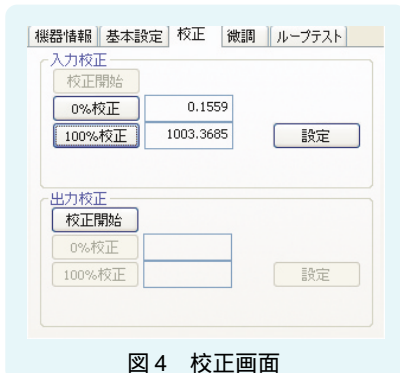 機器情報 基本設定 校正 微調 ループテスト
入力校正
校正開始
0%校正 0.1559
100%校正 1003.3685 設定
出力校正
校正開始
0%校正
100%校正 設定
図4 校正画面